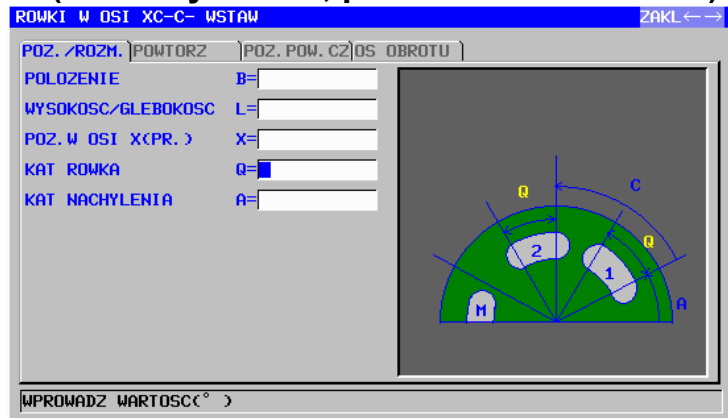 ROWKI W OSI XC-C- WSTAW ZAKL←→
POZ./ROZM. POWTORZ POZ.POW.CZ OS OBROTU
POLOZENIE B=
WYSOKOSC/GLEBOKOSC L=
POZ.W OSI X(PR.) X=
KAT ROWKA Q=
KAT NACHYLENIA A=
Q C
Q
2
1
M A
WPROWADZ WARTOSC(° )